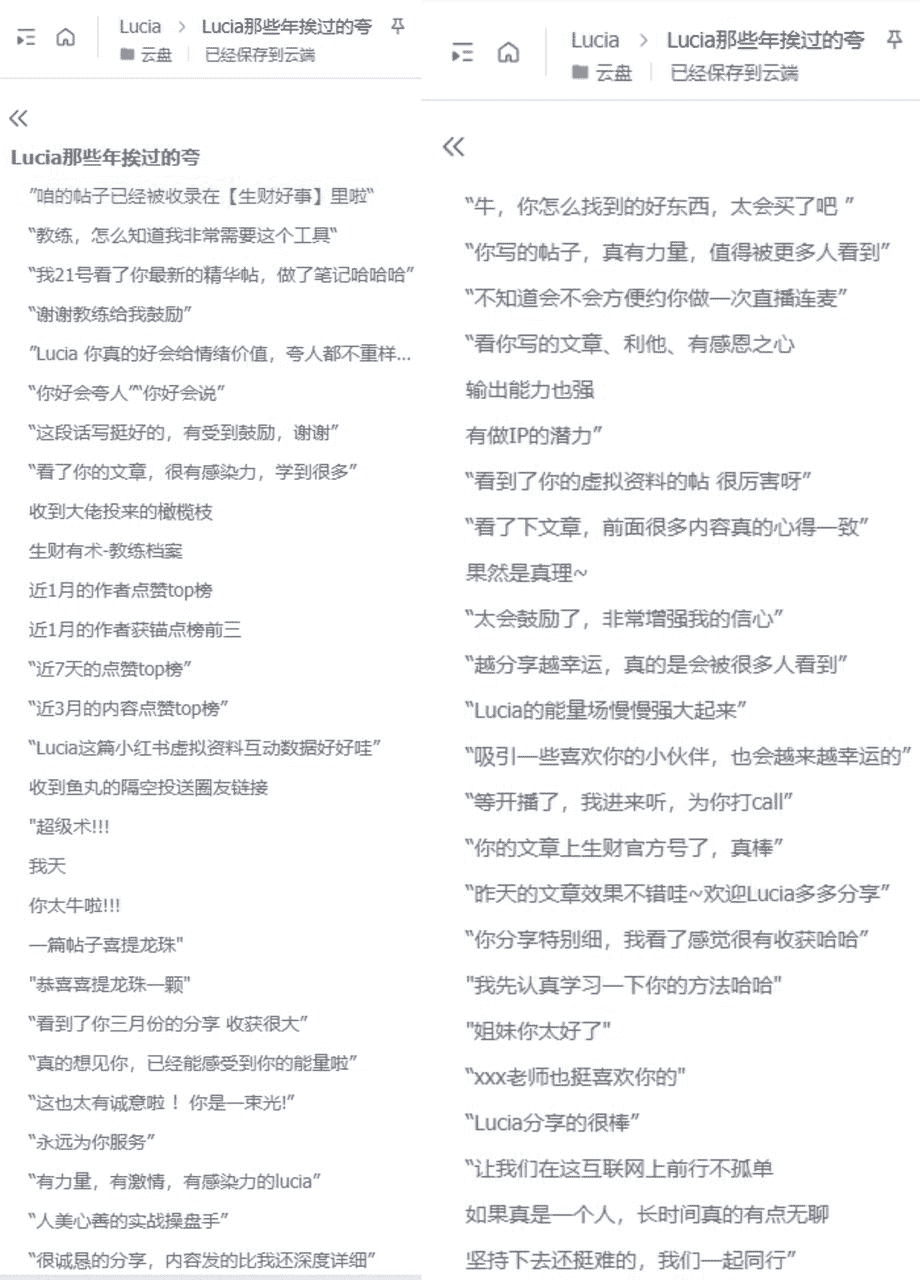 Lucia > Lucia那些年挨过的夸
云盘 | 已经保存到云端
Lucia那些年挨过的夸
”咱的帖子已经被收录在【生财好事】里啦“
“教练，怎么知道我非常需要这个工具“
“我21号看了你最新的精华帖，做了笔记哈哈哈”
“谢谢教练给我鼓励”
”Lucia 你真的好会给情绪价值，夸人都不重样...
“你好会夸人”“你好会说”
“这段话写挺好的，有受到鼓励，谢谢”
“看了你的文章，很有感染力，学到很多”
收到大佬投来的橄榄枝
生财有术-教练档案
近1月的作者点赞top榜
近1月的作者获锚点榜前三
“近7天的点赞top榜”
“近3月的内容点赞top榜”
“Lucia这篇小红书虚拟资料互动数据好好哇”
收到鱼丸的隔空投送圈友链接
"超级术!!!
我天
你太牛啦!!!
一篇帖子喜提龙珠"
"恭喜喜提龙珠一颗"
“看到了你三月份的分享 收获很大”
“真的想见你，已经能感受到你的能量啦”
“这也太有诚意啦 ！你是一束光!”
“永远为你服务”
“有力量，有激情，有感染力的lucia”
“人美心善的实战操盘手”
“很诚恳的分享，内容发的比我还深度详细”
Lucia > Lucia那些年挨过的夸
云盘 | 已经保存到云端
“牛，你怎么找到的好东西，太会买了吧 ”
“你写的帖子，真有力量，值得被更多人看到”
“不知道会不会方便约你做一次直播连麦”
“看你写的文章、利他、有感恩之心
输出能力也强
有做IP的潜力”
“看到了你的虚拟资料的帖 很厉害呀”
“看了下文章，前面很多内容真的心得一致”
果然是真理~
“太会鼓励了，非常增强我的信心”
“越分享越幸运，真的是会被很多人看到”
“Lucia的能量场慢慢强大起来”
“吸引一些喜欢你的小伙伴，也会越来越幸运的”
“等开播了，我进来听，为你打call”
“你的文章上生财官方号了，真棒”
“昨天的文章效果不错哇~欢迎Lucia多多分享”
“你分享特别细，我看了感觉很有收获哈哈”
"我先认真学习一下你的方法哈哈"
"姐妹你太好了"
“xxx老师也挺喜欢你的"
“Lucia分享的很棒”
“让我们在这互联网上前行不孤单
如果真是一个人，长时间真的有点无聊
坚持下去还挺难的，我们一起同行”